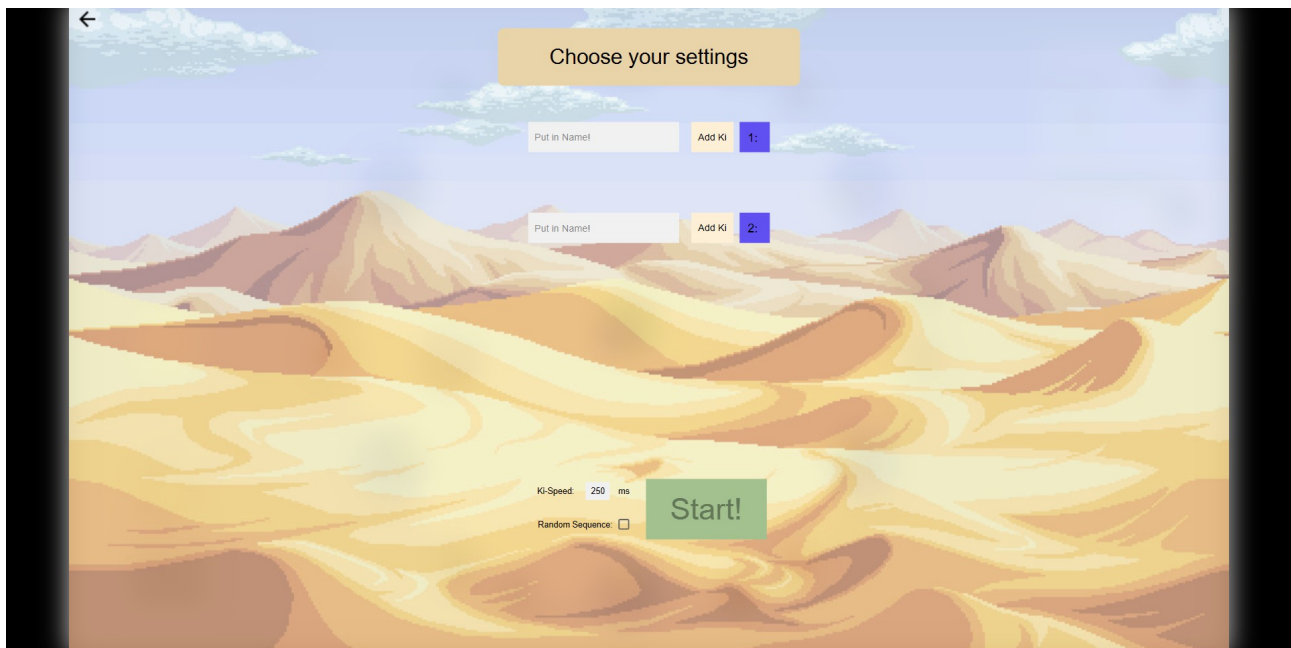 Choose your settings
Put in Name! Add Ki 1:
Put in Name! Add Ki 2:
Ki-Speed: 250 ms
Start!
Random Sequence: